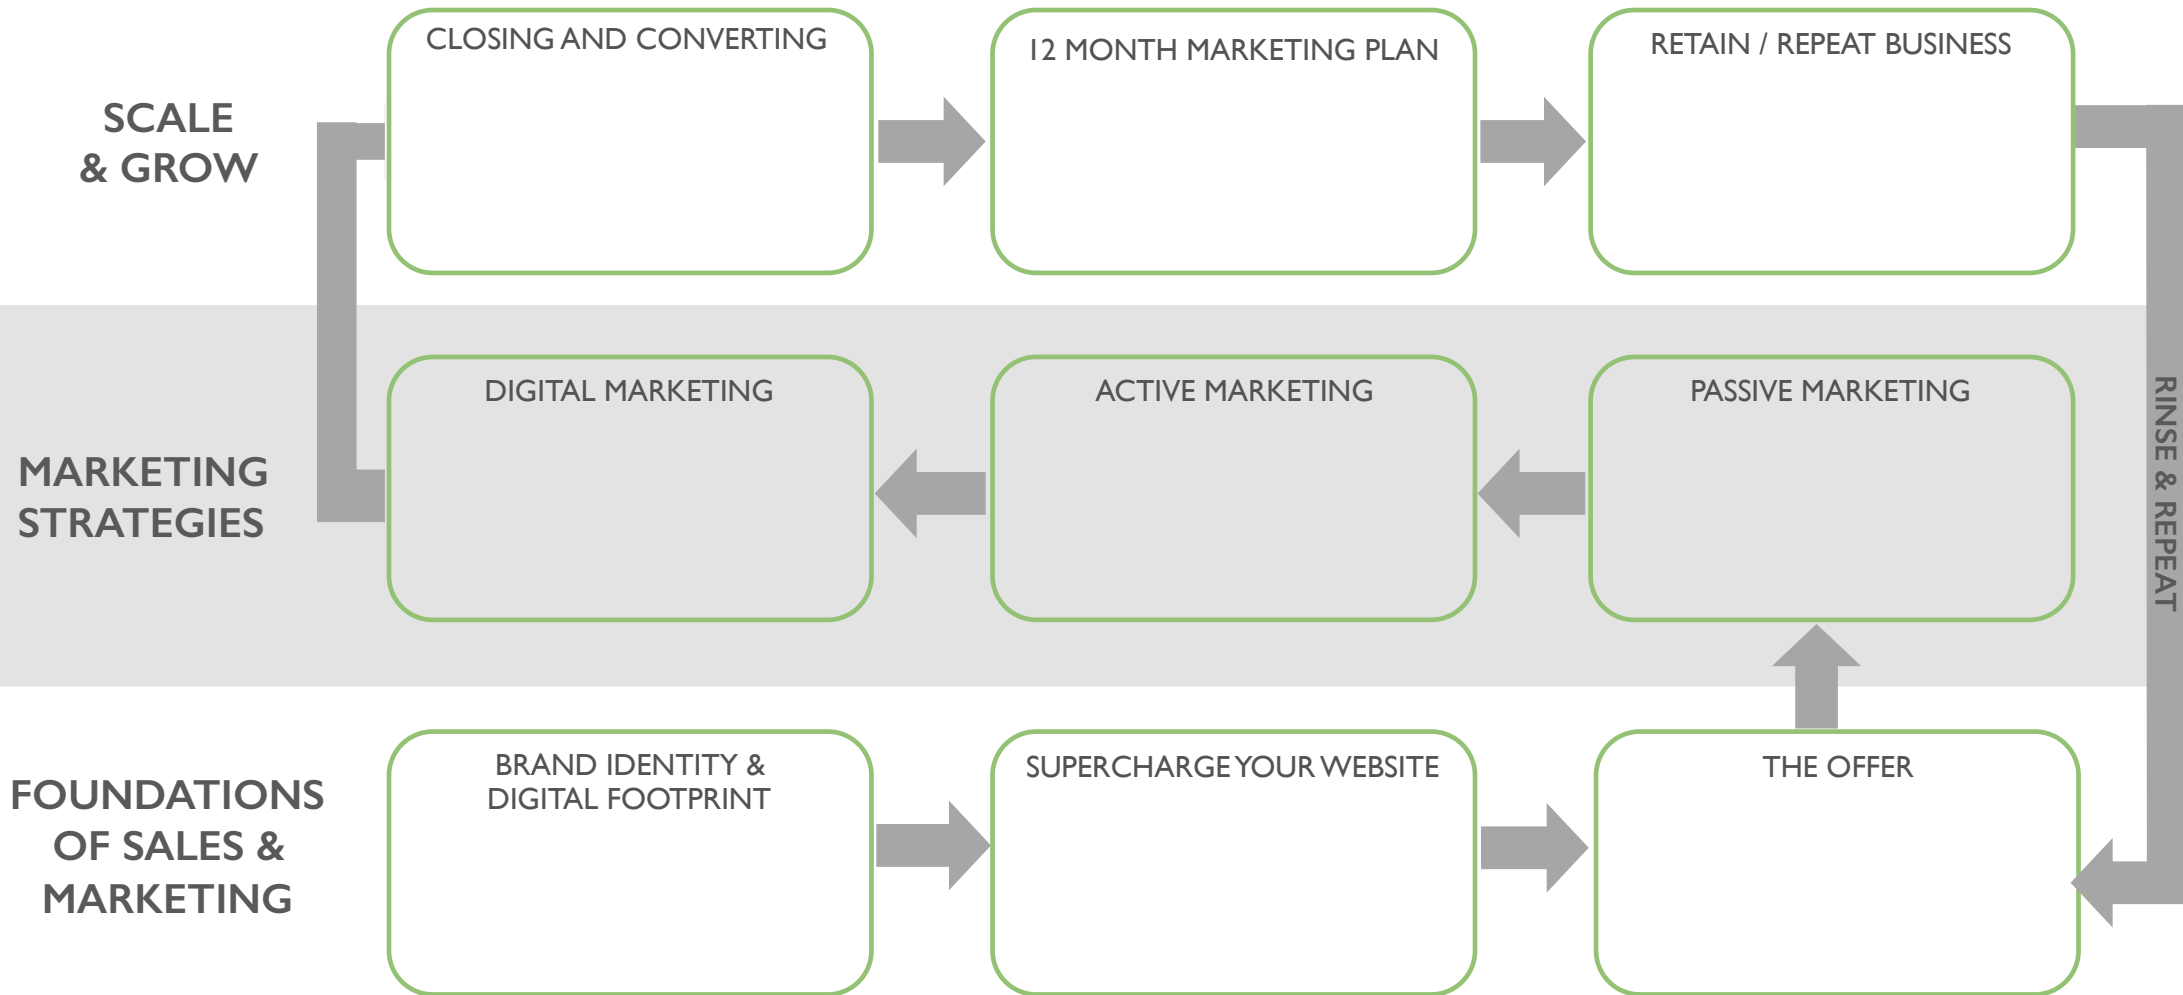 SCALE
& GROW
CLOSING AND CONVERTING
12 MONTH MARKETING PLAN
RETAIN / REPEAT BUSINESS
MARKETING
STRATEGIES
DIGITAL MARKETING
ACTIVE MARKETING
PASSIVE MARKETING
RINSE & REPEAT
FOUNDATIONS
OF SALES &
MARKETING
BRAND IDENTITY &
DIGITAL FOOTPRINT
SUPERCHARGE YOUR WEBSITE
THE OFFER